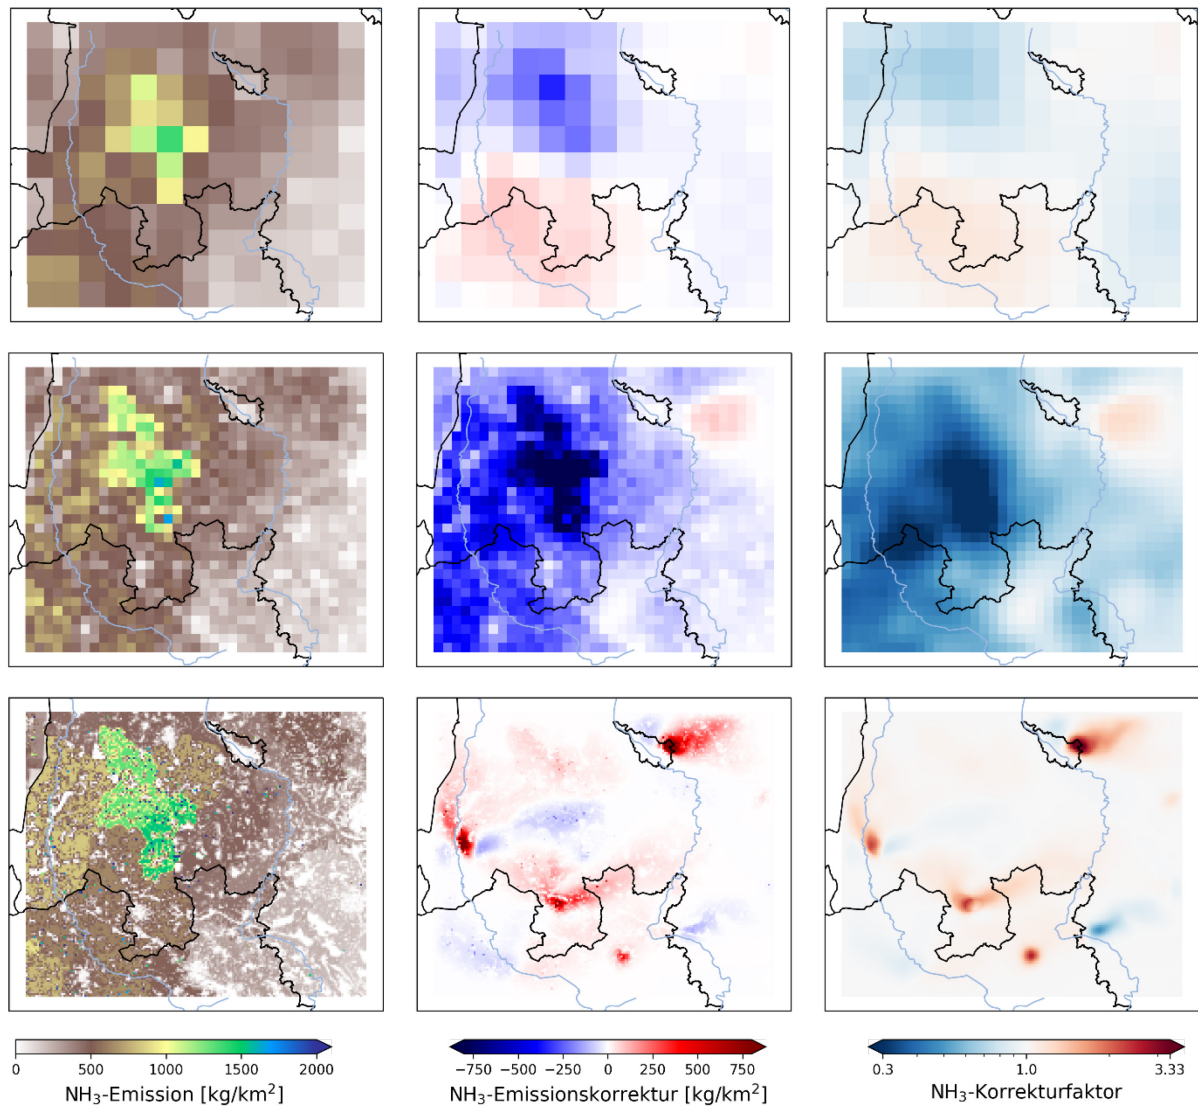 0 500 1000 1500 2000
NH₃-Emission [kg/km²]
−750 −500 −250 0 250 500 750
NH₃-Emissionskorrektur [kg/km²]
0.3 1.0 3.33
NH₃-Korrekturfaktor